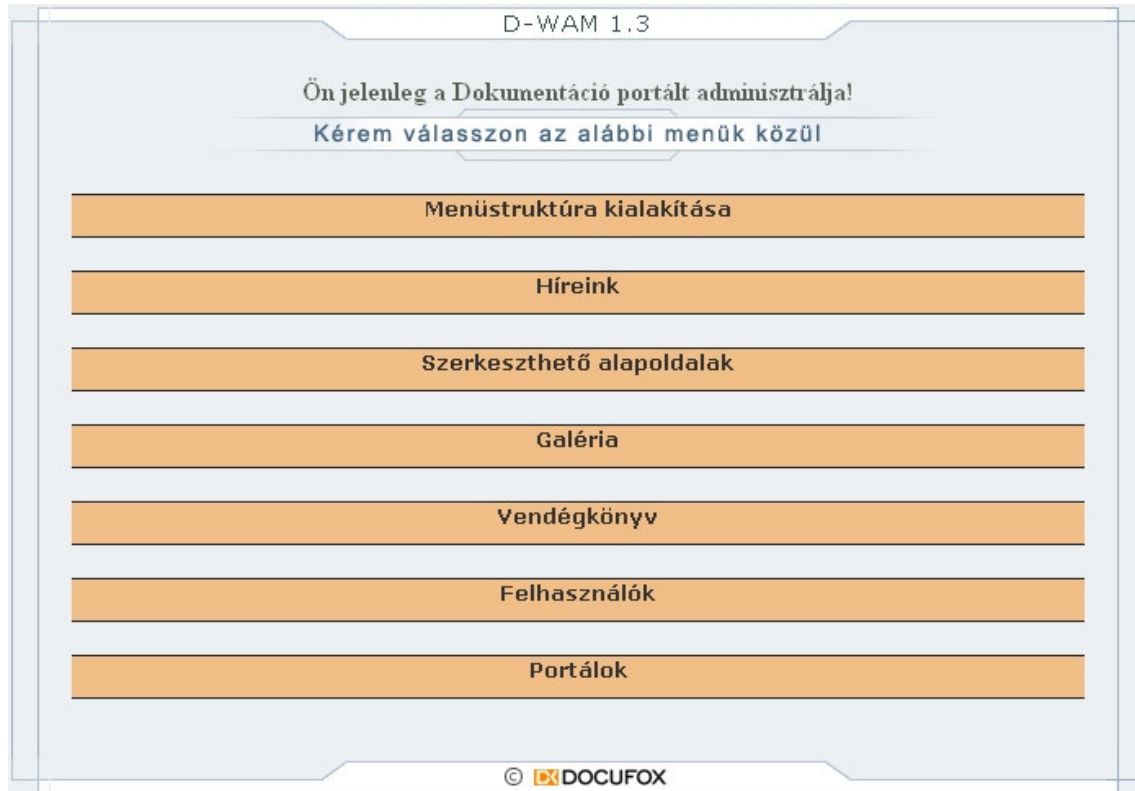 D-WAM 1.3
Ön jelenleg a Dokumentáció portált adminisztrálja!
Kérem válasszon az alábbi menük közül
Menüstruktúra kialakítása
Híreink
Szerkeszthető alapoldalak
Galéria
Vendégkönyv
Felhasználók
Portálok
© DX DOCUFOX